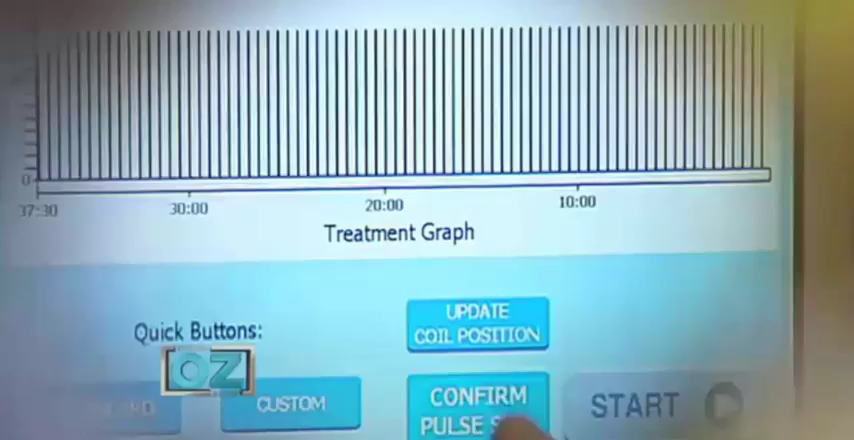 0
37:30 30:00 20:00 10:00
Treatment Graph
UPDATE
COIL POSITION
Quick Buttons:
OZ
CUSTOM
CONFIRM
PULSE
START